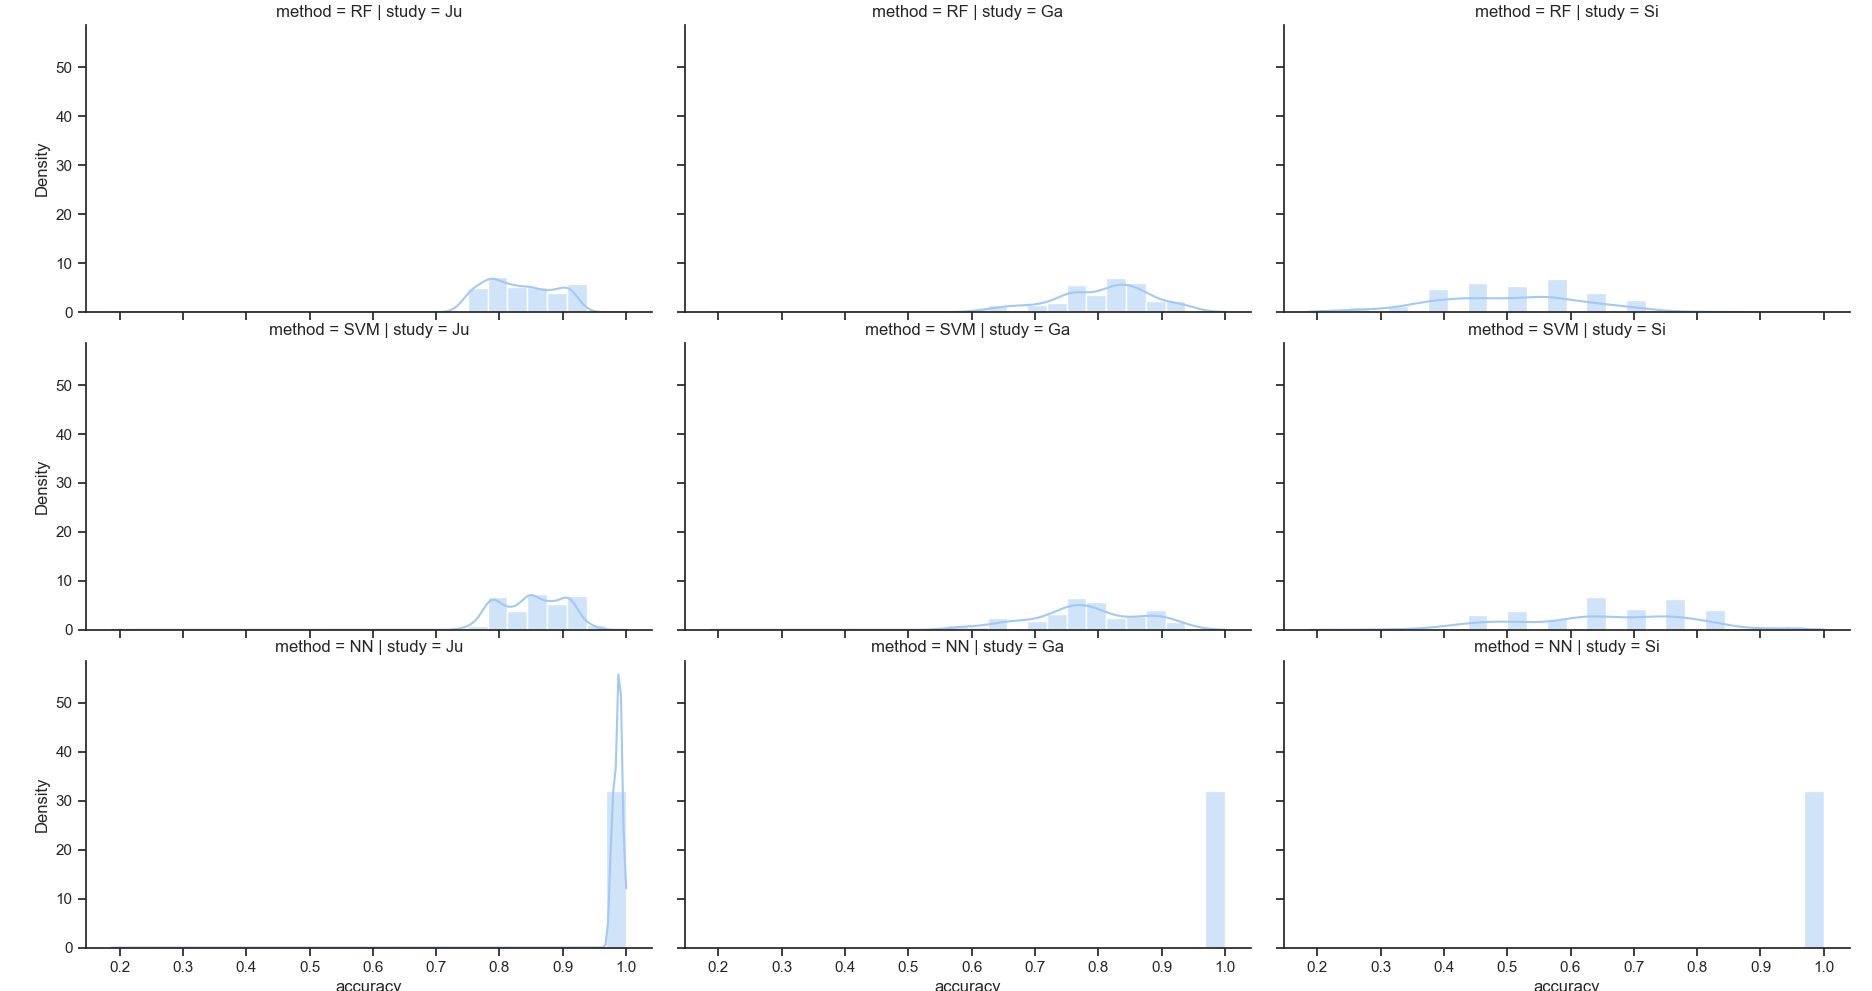 method = RF | study = Ju
method = RF | study = Ga
method = RF | study = Si
50
40
30
20
10
0
Density
method = SVM | study = Ju
method = SVM | study = Ga
method = SVM | study = Si
50
40
30
20
10
0
Density
method = NN | study = Ju
method = NN | study = Ga
method = NN | study = Si
50
40
30
20
10
0
Density
0.2 0.3 0.4 0.5 0.6 0.7 0.8 0.9 1.0
0.2 0.3 0.4 0.5 0.6 0.7 0.8 0.9 1.0
0.2 0.3 0.4 0.5 0.6 0.7 0.8 0.9 1.0
accuracy
accuracy
accuracy